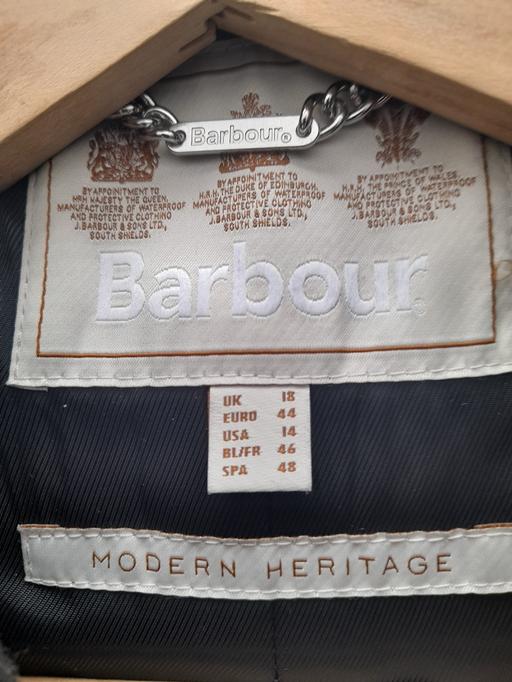 Barbour®
BY APPOINTMENT TO
HER MAJESTY THE QUEEN.
MANUFACTURERS OF WATERPROOF
AND PROTECTIVE CLOTHING
J.BARBOUR & SONS LTD.,
SOUTH SHIELDS.
BY APPOINTMENT TO
H.R.H. THE DUKE OF EDINBURGH.
MANUFACTURERS OF WATERPROOF
AND PROTECTIVE CLOTHING
J.BARBOUR & SONS LTD.,
SOUTH SHIELDS.
BY APPOINTMENT TO
H.R.H. THE PRINCE OF WALES.
MANUFACTURERS OF WATERPROOF
AND PROTECTIVE CLOTHING
J.BARBOUR & SONS LTD.,
SOUTH SHIELDS.
Barbour®
UK 18
EURO 44
USA 14
BL/FR 46
SPA 48
MODERN HERITAGE